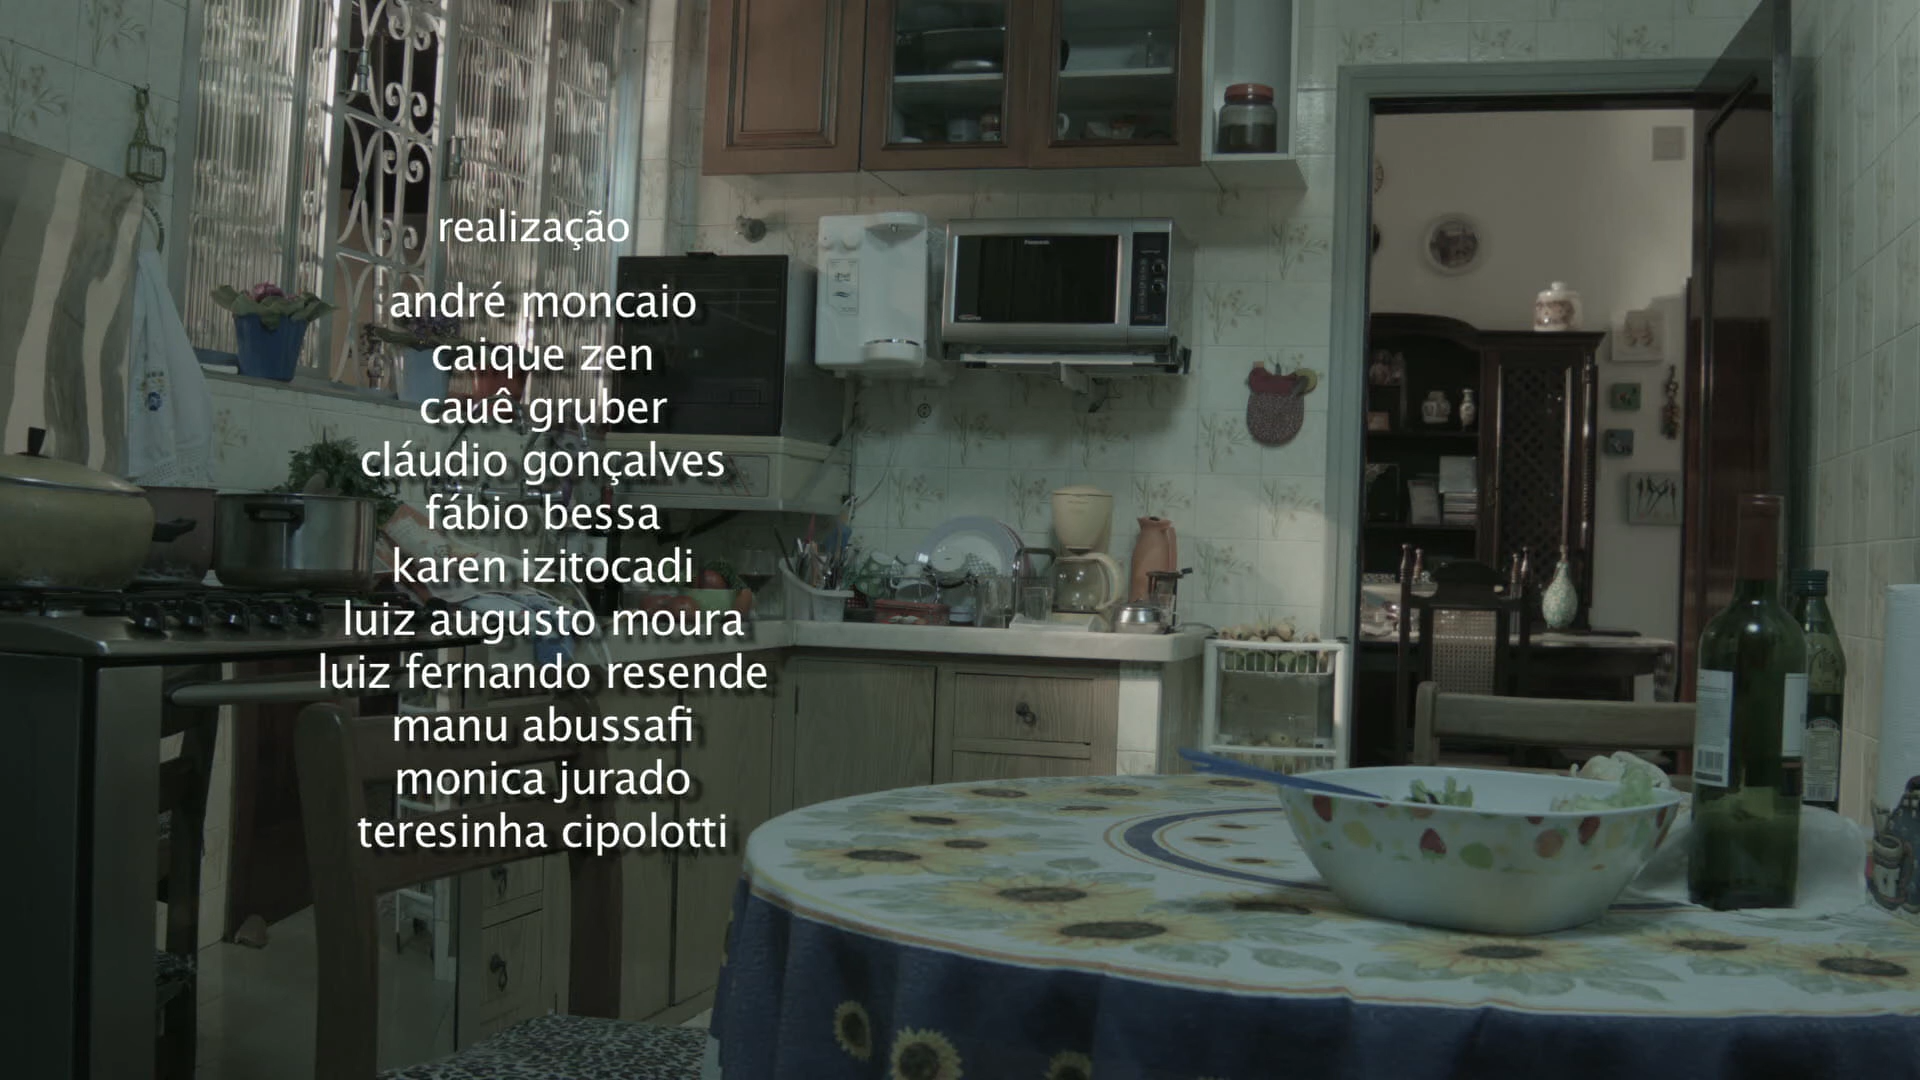 realização
andré moncaio
caique zen
cauê gruber
cláudio gonçalves
fábio bessa
karen izitocadi
luiz augusto moura
luiz fernando resende
manu abussafi
monica jurado
teresinha cipolotti
Panasonic